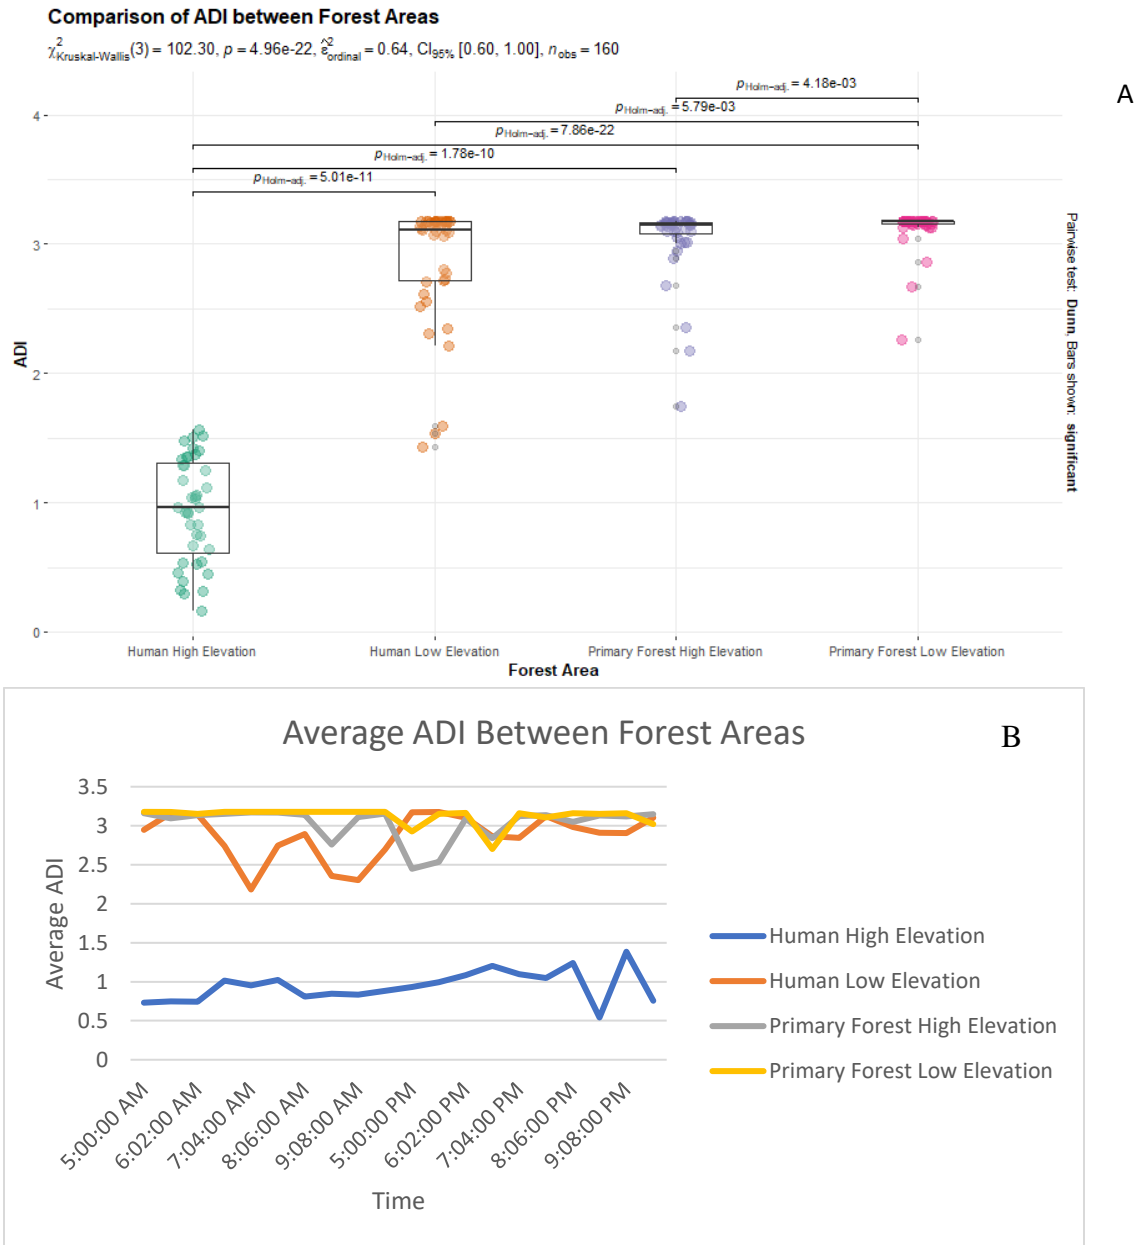 Comparison of ADI between Forest Areas
χ²Kruskal-Wallis(3) = 102.30, p = 4.96e-22, ε̂²ordinal = 0.64, CI95% [0.60, 1.00], nobs = 160
A
pHolm-adj. = 4.18e-03
pHolm-adj. = 5.79e-03
pHolm-adj. = 7.86e-22
pHolm-adj. = 1.78e-10
pHolm-adj. = 5.01e-11
4
3
2
1
0
ADI
Pairwise test: Dunn, Bars shown: significant
Human High Elevation
Human Low Elevation
Primary Forest High Elevation
Primary Forest Low Elevation
Forest Area
Average ADI Between Forest Areas
B
3.5
3
2.5
2
1.5
1
0.5
0
Average ADI
5:00:00 AM
6:02:00 AM
7:04:00 AM
8:06:00 AM
9:08:00 AM
5:00:00 PM
6:02:00 PM
7:04:00 PM
8:06:00 PM
9:08:00 PM
Time
Human High Elevation
Human Low Elevation
Primary Forest High Elevation
Primary Forest Low Elevation